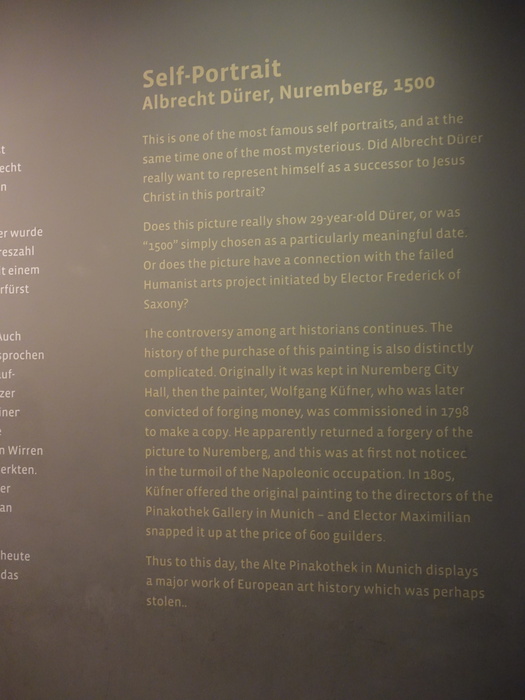 Self-Portrait
Albrecht Dürer, Nuremberg, 1500
This is one of the most famous self portraits, and at the
same time one of the most mysterious. Did Albrecht Dürer
really want to represent himself as a successor to Jesus
Christ in this portrait?
Does this picture really show 29-year-old Dürer, or was
"1500" simply chosen as a particularly meaningful date.
Or does the picture have a connection with the failed
Humanist arts project initiated by Elector Frederick of
Saxony?
The controversy among art historians continues. The
history of the purchase of this painting is also distinctly
complicated. Originally it was kept in Nuremberg City
Hall, then the painter, Wolfgang Küfner, who was later
convicted of forging money, was commissioned in 1798
to make a copy. He apparently returned a forgery of the
picture to Nuremberg, and this was at first not noticed
in the turmoil of the Napoleonic occupation. In 1805,
Küfner offered the original painting to the directors of the
Pinakothek Gallery in Munich – and Elector Maximilian
snapped it up at the price of 600 guilders.
Thus to this day, the Alte Pinakothek in Munich displays
a major work of European art history which was perhaps
stolen..
t
echt
n
er wurde
reszahl
t einem
rfürst
Auch
sprochen
uf-
zer
iner
n Wirren
erkten.
er
an
heute
das